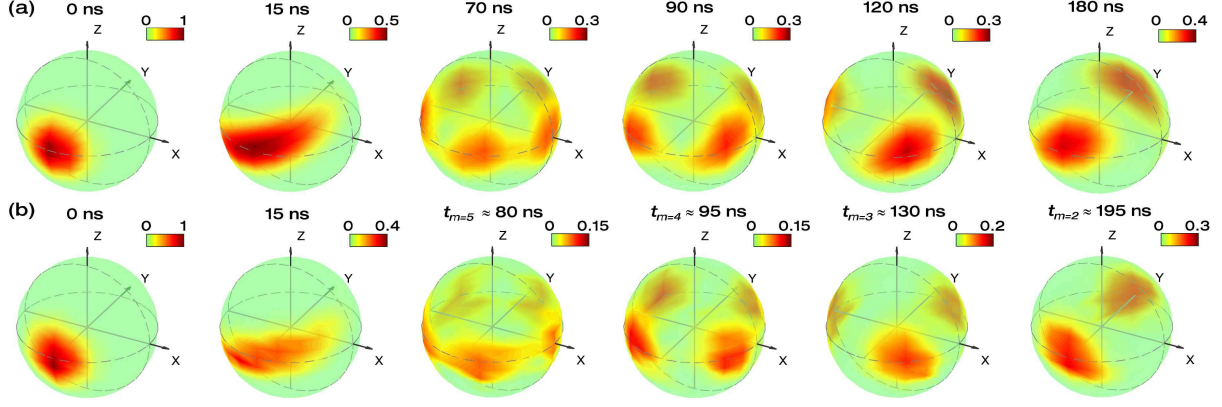 (a) 0 ns 0 1 15 ns 0 0.5 70 ns 0 0.3 90 ns 0 0.3 120 ns 0 0.3 180 ns 0 0.4
Z Z Z Z Z Z
Y Y Y Y Y Y
X X X X X X
(b) 0 ns 0 1 15 ns 0 0.4 t_{m=5} ≈ 80 ns 0 0.15 t_{m=4} ≈ 95 ns 0 0.15 t_{m=3} ≈ 130 ns 0 0.2 t_{m=2} ≈ 195 ns 0 0.3
Z Z Z Z Z Z
Y Y Y Y Y Y
X X X X X X